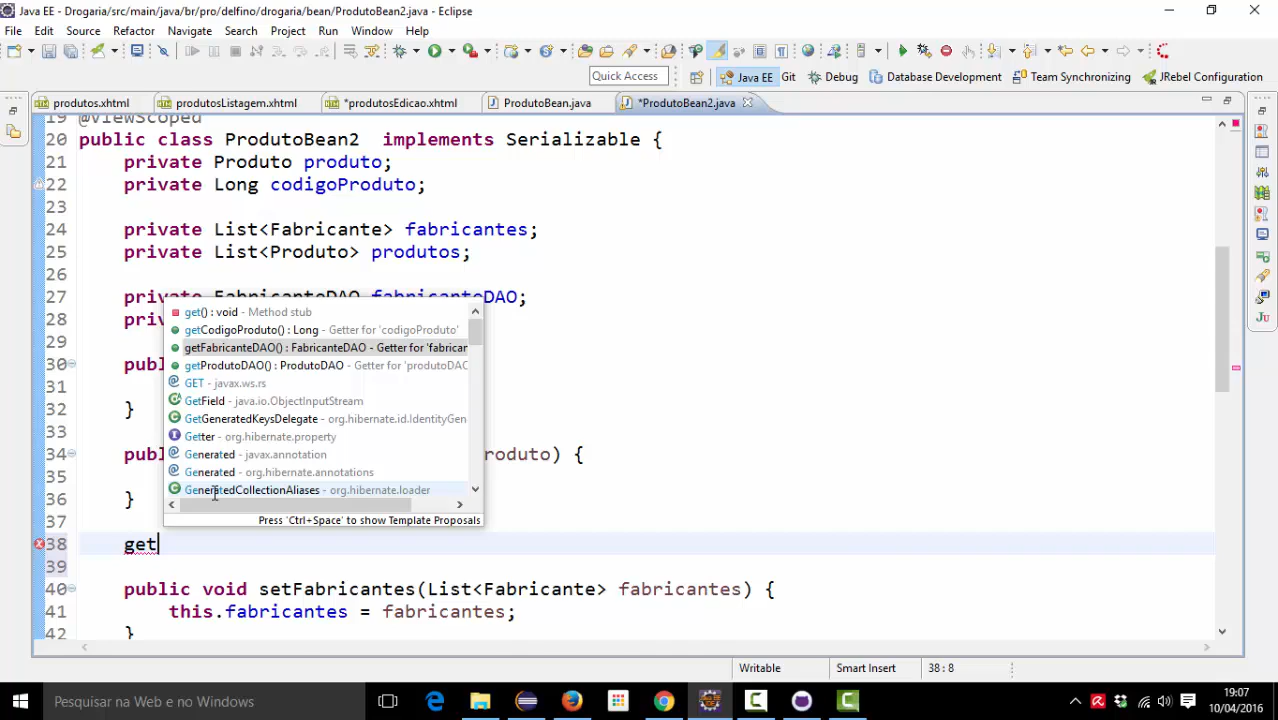 Java EE - Drogaria/src/main/java/br/pro/delfino/drogaria/bean/ProdutoBean2.java - Eclipse
File Edit Source Refactor Navigate Search Project Run Window Help
Quick Access
Java EE Git Debug Database Development Team Synchronizing JRebel Configuration
produtos.xhtml produtosListagem.xhtml *produtosEdicao.xhtml ProdutoBean.java *ProdutoBean2.java
19 @ViewScoped
20 public class ProdutoBean2 implements Serializable {
21 private Produto produto;
22 private Long codigoProduto;
23
24 private List<Fabricante> fabricantes;
25 private List<Produto> produtos;
26
27 private FabricanteDAO fabricanteDAO;
28 pri
get() : void - Method stub
getCodigoProduto() : Long - Getter for 'codigoProduto'
getFabricanteDAO() : FabricanteDAO - Getter for 'fabrican
getProdutoDAO() : ProdutoDAO - Getter for 'produtoDAO
GET - javax.ws.rs
GetField - java.io.ObjectInputStream
GetGeneratedKeysDelegate - org.hibernate.id.IdentityGen
Getter - org.hibernate.property
Generated - javax.annotation
Generated - org.hibernate.annotations
GeneratedCollectionAliases - org.hibernate.loader
Press 'Ctrl+Space' to show Template Proposals
30 pub
31
32 }
33
34 pub roduto) {
35
36 }
37
38 get
39
40 public void setFabricantes(List<Fabricante> fabricantes) {
41 this.fabricantes = fabricantes;
42 }
Writable Smart Insert 38 : 8
Pesquisar na Web e no Windows
19:07
10/04/2016